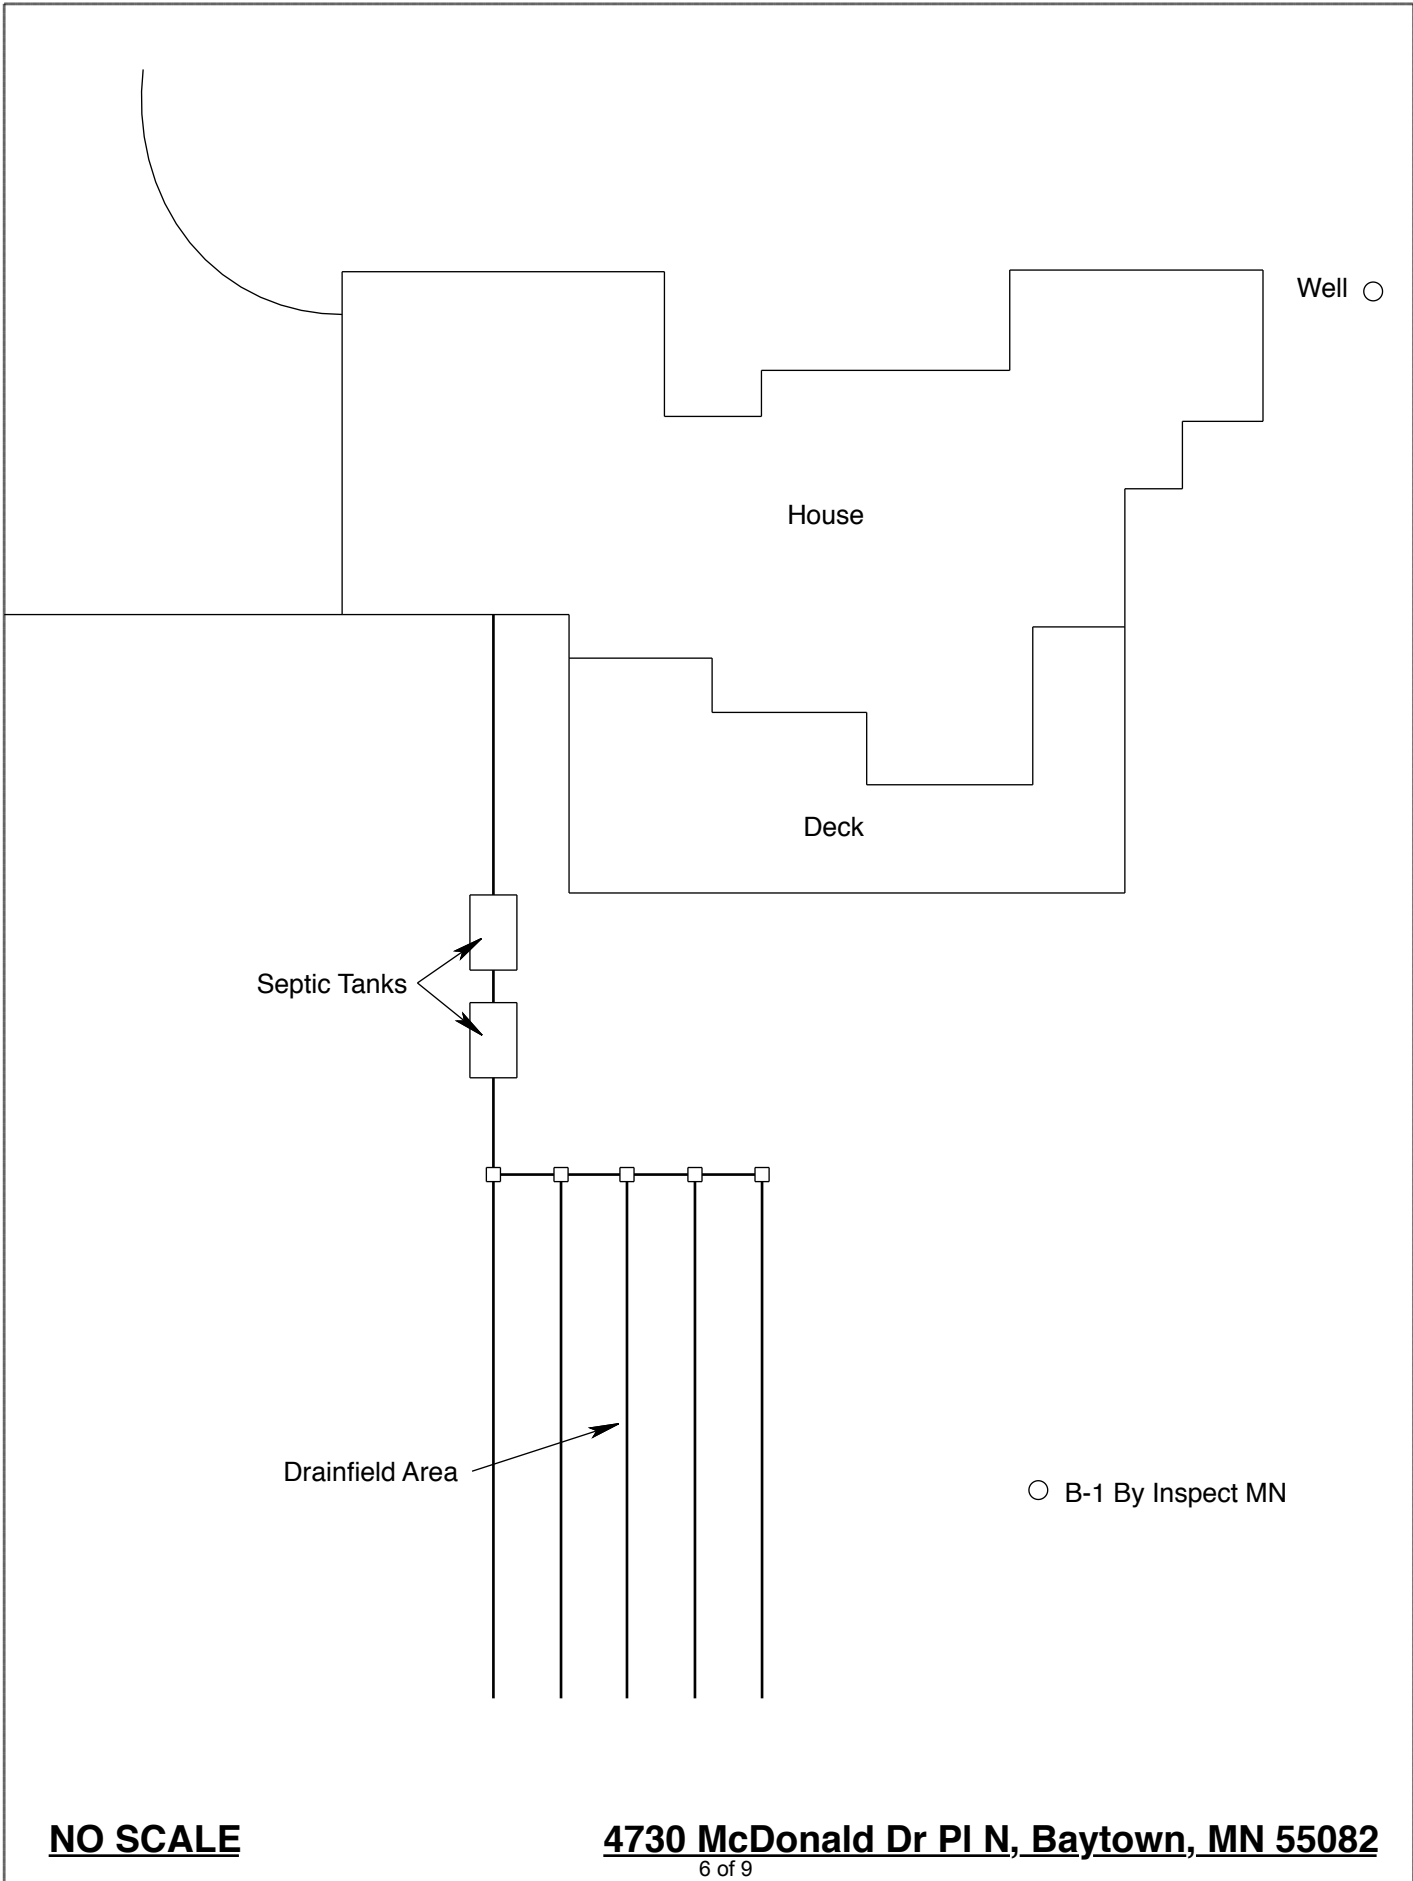 Well
House
Deck
Septic Tanks
Drainfield Area
B-1 By Inspect MN
NO SCALE
4730 McDonald Dr Pl N, Baytown, MN 55082
6 of 9